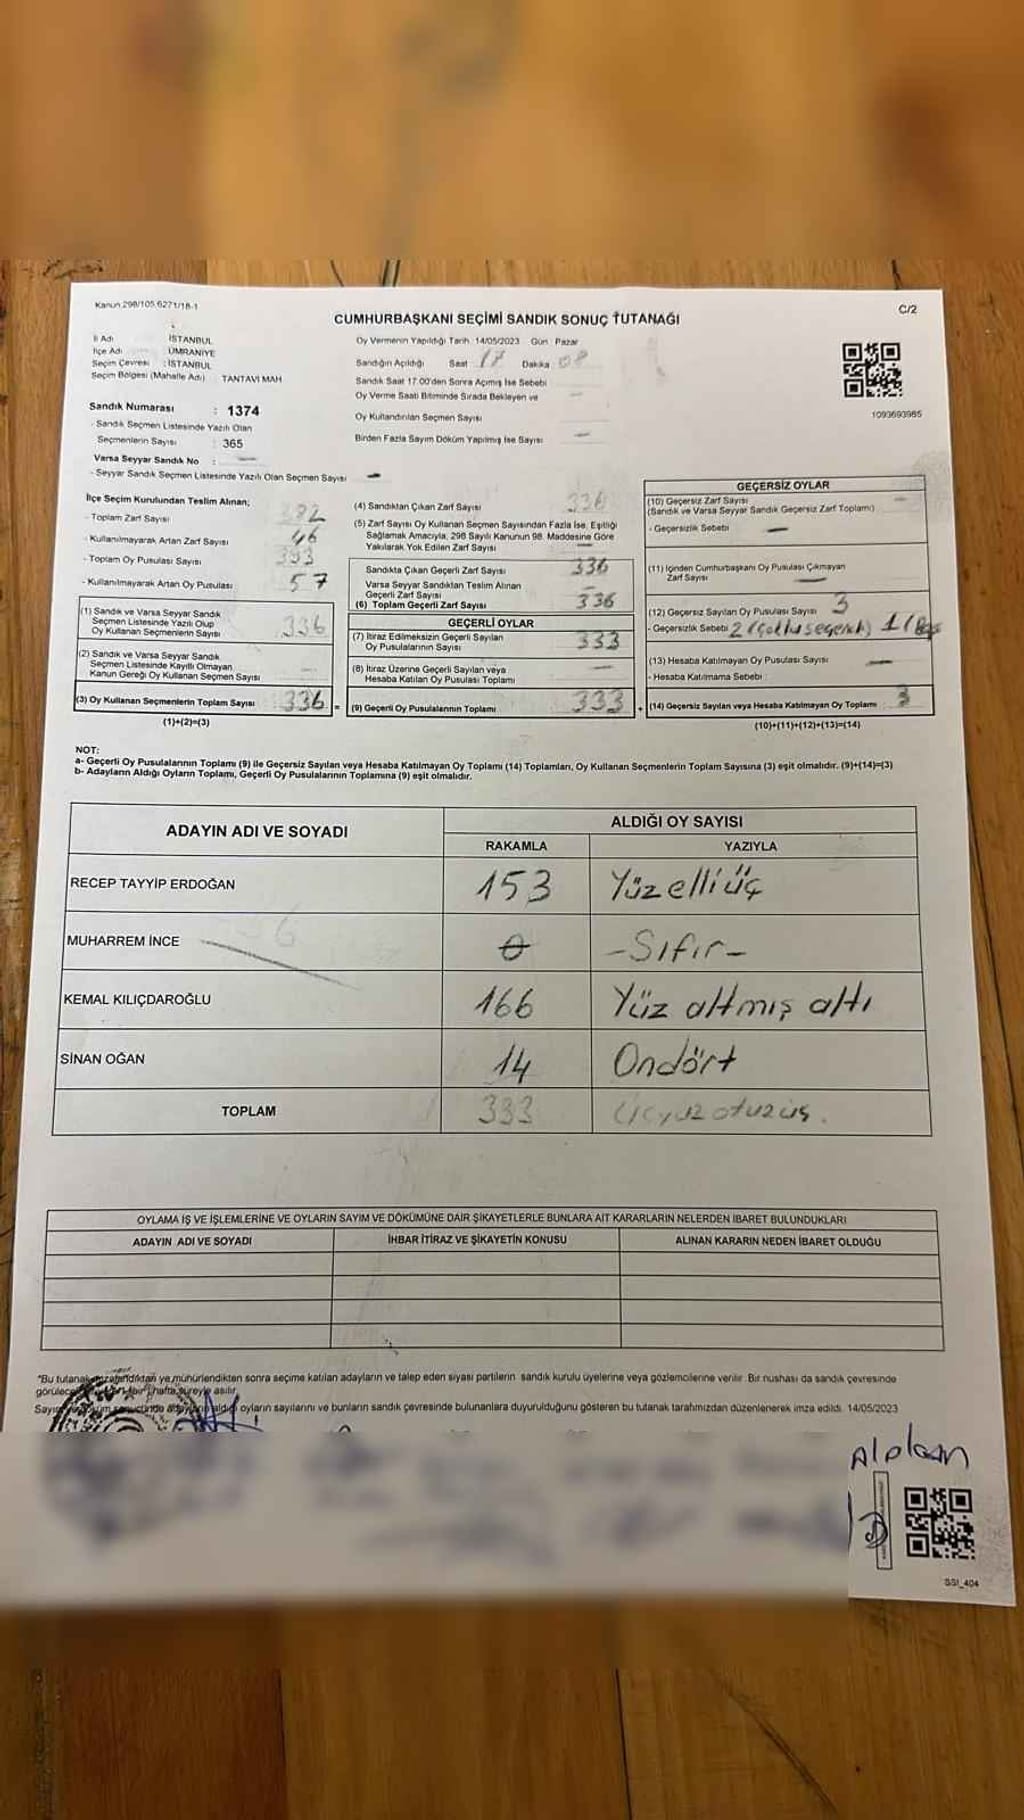 Kanun 298/105,6271/18-1
C/2
CUMHURBAŞKANI SEÇİMİ SANDIK SONUÇ TUTANAĞI
İl Adı İSTANBUL
İlçe Adı ÜMRANİYE
Seçim Çevresi : İSTANBUL
Seçim Bölgesi (Mahalle Adı) TANTAVİ MAH
Sandık Numarası : 1374
- Sandık Seçmen Listesinde Yazılı Olan
Seçmenlerin Sayısı : 365
Varsa Seyyar Sandık No : —
- Seyyar Sandık Seçmen Listesinde Yazılı Olan Seçmen Sayısı —
Oy Vermenin Yapıldığı Tarih 14/05/2023 Gün : Pazar
Sandığın Açıldığı Saat 17 Dakika 08
Sandık Saat 17.00'den Sonra Açımış İse Sebebi
Oy Verme Saati Bitiminde Sırada Bekleyen ve —
Oy Kullandırılan Seçmen Sayısı
Birden Fazla Sayım Döküm Yapılmış İse Sayısı —
1093693985
İlçe Seçim Kurulundan Teslim Alınan;
- Toplam Zarf Sayısı 382
- Kullanılmayarak Artan Zarf Sayısı 46
- Toplam Oy Pusulası Sayısı 393
- Kullanılmayarak Artan Oy Pusulası 57
(1) Sandık ve Varsa Seyyar Sandık
Seçmen Listesinde Yazılı Olup
Oy Kullanan Seçmenlerin Sayısı 336
(2) Sandık ve Varsa Seyyar Sandık
Seçmen Listesinde Kayıtlı Olmayan
Kanun Gereği Oy Kullanan Seçmen Sayısı —
(3) Oy Kullanan Seçmenlerin Toplam Sayısı 336 =
(1)+(2)=(3)
(4) Sandıktan Çıkan Zarf Sayısı 336
(5) Zarf Sayısı Oy Kullanan Seçmen Sayısından Fazla İse, Eşitliği
Sağlamak Amacıyla, 298 Sayılı Kanunun 98. Maddesine Göre
Yakılarak Yok Edilen Zarf Sayısı —
Sandıkta Çıkan Geçerli Zarf Sayısı 336
Varsa Seyyar Sandıktan Teslim Alınan
Geçerli Zarf Sayısı —
(6) Toplam Geçerli Zarf Sayısı 336
GEÇERLİ OYLAR
(7) İtiraz Edilmeksizin Geçerli Sayılan
Oy Pusulalarının Sayısı 333
(8) İtiraz Üzerine Geçerli Sayılan veya
Hesaba Katılan Oy Pusulası Toplamı —
(9) Geçerli Oy Pusulalarının Toplamı 333 +
GEÇERSİZ OYLAR
(10) Geçersiz Zarf Sayısı —
(Sandık ve Varsa Seyyar Sandık Geçersiz Zarf Toplamı)
- Geçersizlik Sebebi —
(11) İçinden Cumhurbaşkanı Oy Pusulası Çıkmayan
Zarf Sayısı —
(12) Geçersiz Sayılan Oy Pusulası Sayısı 3
- Geçersizlik Sebebi 2 1
(13) Hesaba Katılmayan Oy Pusulası Sayısı —
- Hesaba Katılmama Sebebi
(14) Geçersiz Sayılan veya Hesaba Katılmayan Oy Toplamı 3
(10)+(11)+(12)+(13)=(14)
NOT:
a- Geçerli Oy Pusulalarının Toplamı (9) ile Geçersiz Sayılan veya Hesaba Katılmayan Oy Toplamı (14) Toplamları, Oy Kullanan Seçmenlerin Toplam Sayısına (3) eşit olmalıdır. (9)+(14)=(3)
b- Adayların Aldığı Oyların Toplamı, Geçerli Oy Pusulalarının Toplamına (9) eşit olmalıdır.
ADAYIN ADI VE SOYADI
ALDIĞI OY SAYISI
RAKAMLA YAZIYLA
RECEP TAYYİP ERDOĞAN 153 Yüzelliüç
MUHARREM İNCE 0 -Sıfır-
KEMAL KILIÇDAROĞLU 166 Yüz altmış altı
SİNAN OĞAN 14 Ondört
TOPLAM 333 Üçyüzotuzüç.
OYLAMA İŞ VE İŞLEMLERİNE VE OYLARIN SAYIM VE DÖKÜMÜNE DAİR ŞİKAYETLERLE BUNLARA AİT KARARLARIN NELERDEN İBARET BULUNDUKLARI
ADAYIN ADI VE SOYADI İHBAR İTİRAZ VE ŞİKAYETİN KONUSU ALINAN KARARIN NEDEN İBARET OLDUĞU
"Bu tutanak ve mühürlendikten sonra seçime katılan adayların ve talep eden siyasi partilerin sandık kurulu üyelerine veya gözlemcilerine verilir. Bir nüshası da sandık çevresinde
bir hafta süreyle asılır
oyların sayılarını ve bunların sandık çevresinde bulunanlara duyurulduğunu gösteren bu tutanak tarafımızdan düzenlenerek imza edildi. 14/05/2023
Alplaan
SSI_404